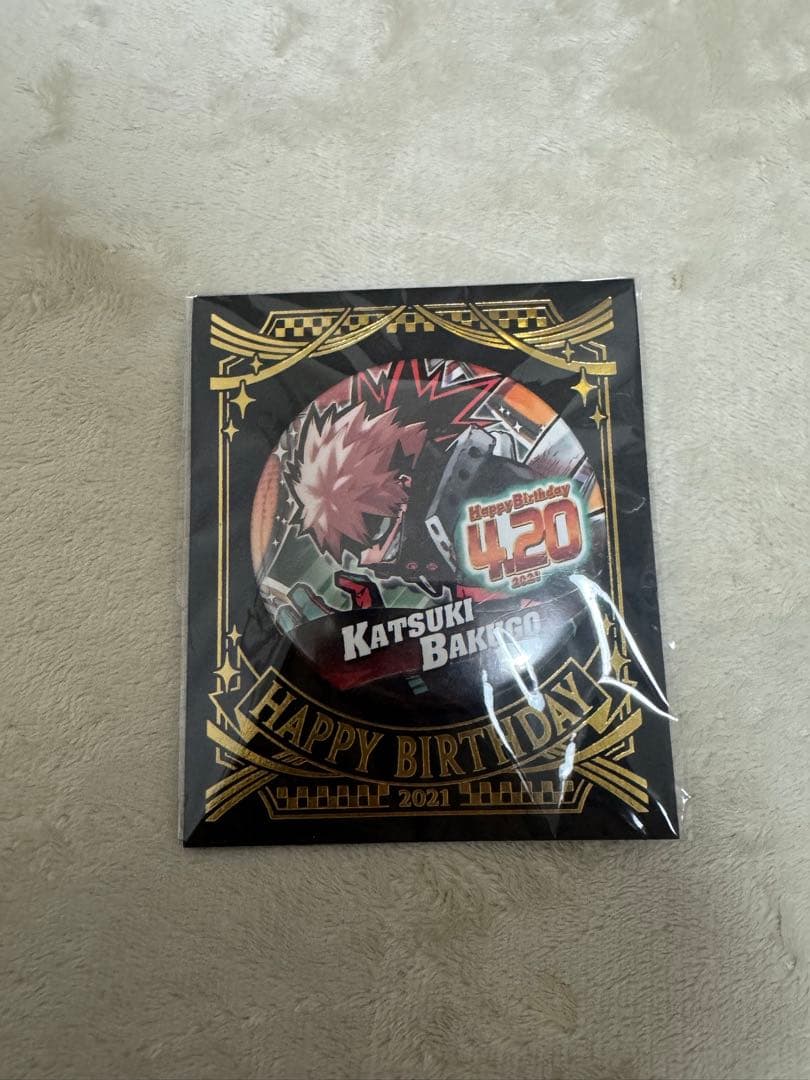 Happy Birthday
4.20
2021
KATSUKI
BAKUGO
HAPPY BIRTHDAY
2021